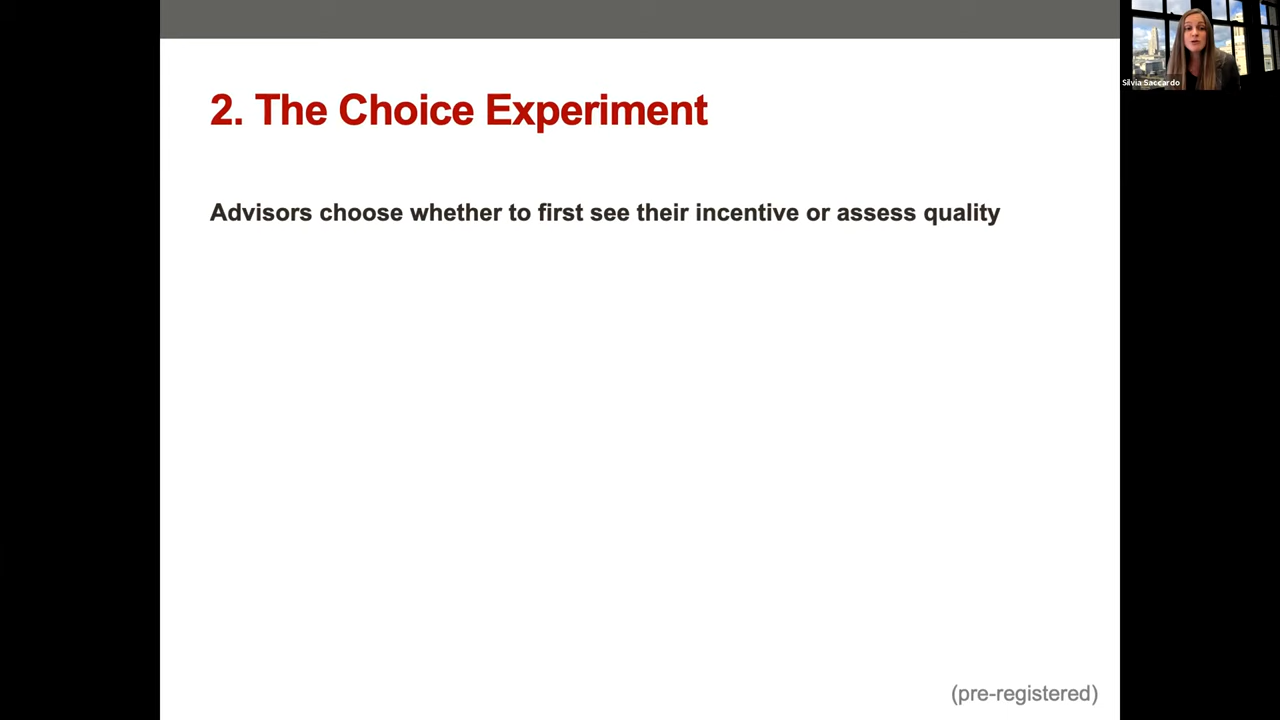 2. The Choice Experiment
Silvia Saccardo
Advisors choose whether to first see their incentive or assess quality
(pre-registered)